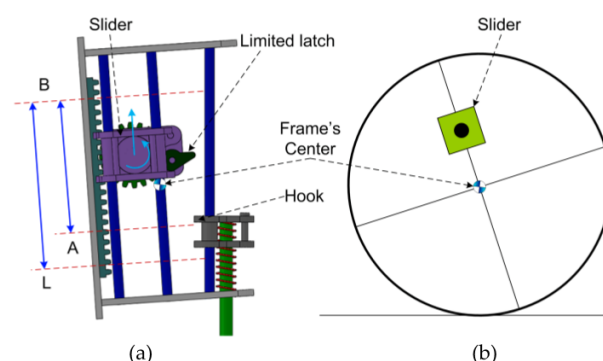 Slider
Limited latch
B
Frame's
Center
Hook
A
L
(a)
Slider
(b)